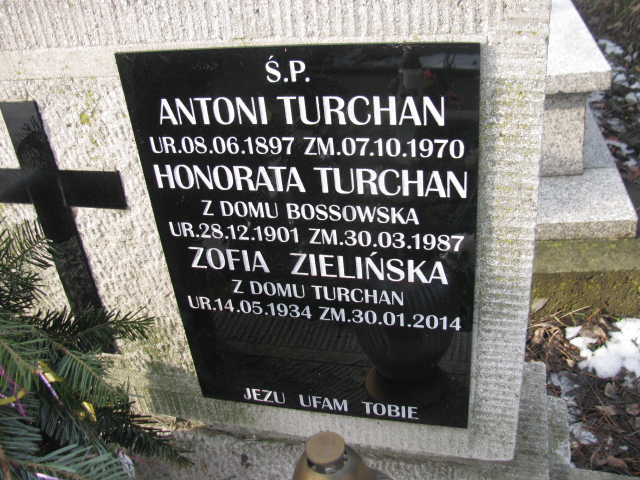 Ś.P.
ANTONI TURCHAN
UR.08.06.1897 ZM.07.10.1970
HONORATA TURCHAN
Z DOMU BOSSOWSKA
UR.28.12.1901 ZM.30.03.1987
ZOFIA ZIELIŃSKA
Z DOMU TURCHAN
UR.14.05.1934 ZM.30.01.2014
JEZU UFAM TOBIE